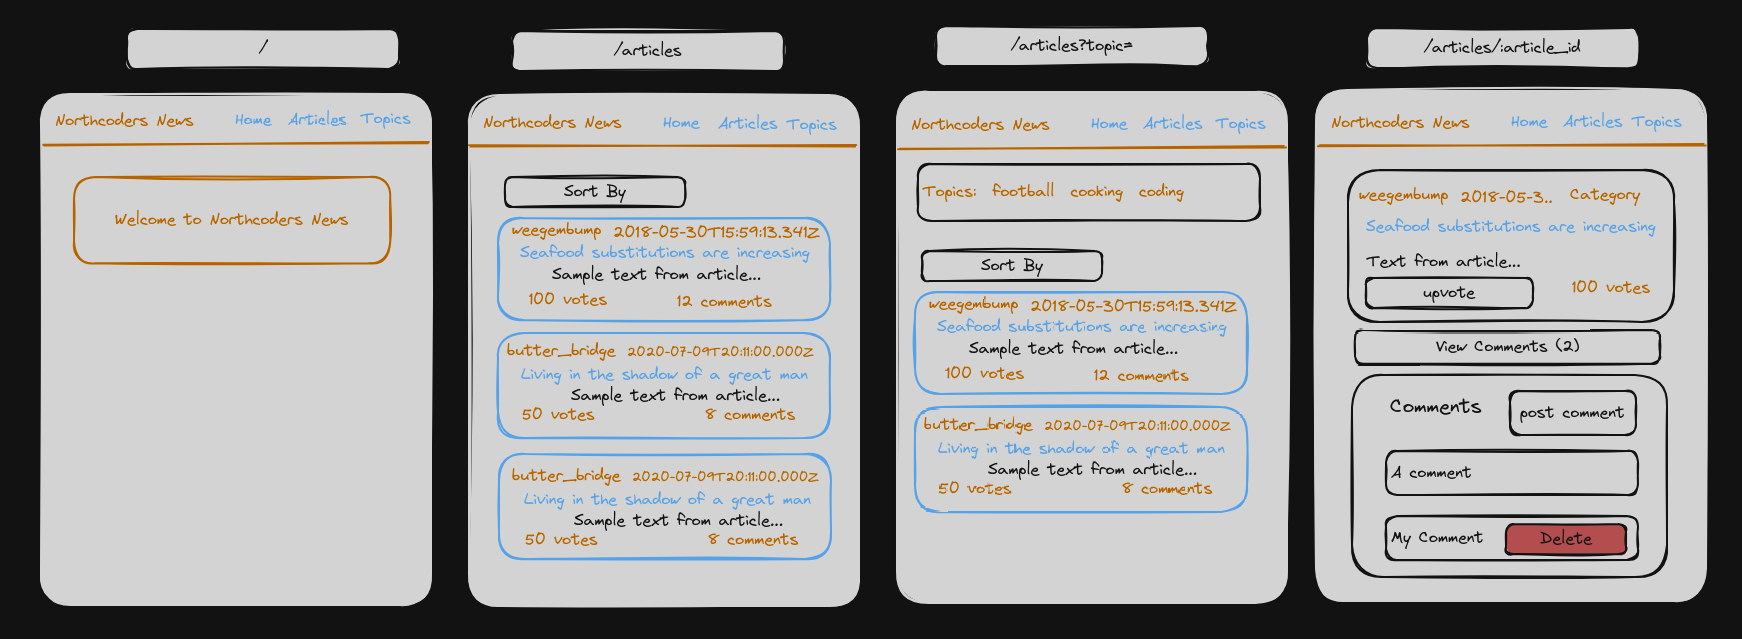 /
Northcoders News Home Articles Topics
Welcome to Northcoders News
/articles
Northcoders News Home Articles Topics
Sort By
weegembump 2018-05-30T15:59:13.341Z
Seafood substitutions are increasing
Sample text from article...
100 votes 12 comments
butter_bridge 2020-07-09T20:11:00.000Z
Living in the shadow of a great man
Sample text from article...
50 votes 8 comments
butter_bridge 2020-07-09T20:11:00.000Z
Living in the shadow of a great man
Sample text from article...
50 votes 8 comments
/articles?topic=
Northcoders News Home Articles Topics
Topics: football cooking coding
Sort By
weegembump 2018-05-30T15:59:13.341Z
Seafood substitutions are increasing
Sample text from article...
100 votes 12 comments
butter_bridge 2020-07-09T20:11:00.000Z
Living in the shadow of a great man
Sample text from article...
50 votes 8 comments
/articles/:article_id
Northcoders News Home Articles Topics
weegembump 2018-05-3.. Category
Seafood substitutions are increasing
Text from article...
upvote 100 votes
View Comments (2)
Comments post comment
A comment
My Comment Delete